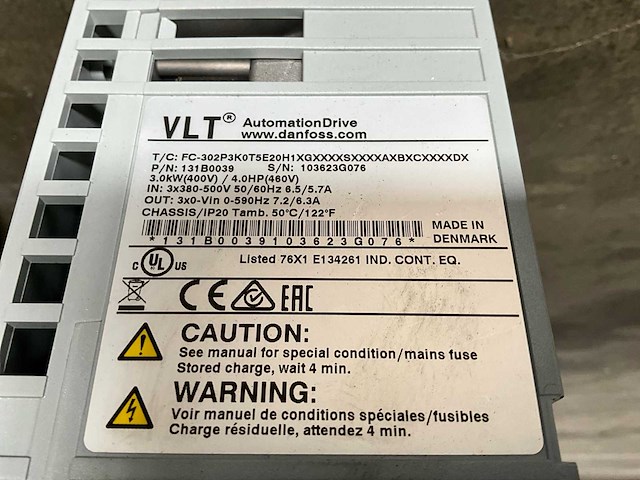 VLT® AutomationDrive
www.danfoss.com
T/C: FC-302P3K0T5E20H1XGXXXXSXXXXAXBXCXXXXDX
P/N: 131B0039 S/N: 103623G076
3.0kW(400V) / 4.0HP(460V)
IN: 3x380-500V 50/60Hz 6.5/5.7A
OUT: 3x0-Vin 0-590Hz 7.2/6.3A
CHASSIS/IP20 Tamb. 50°C/122°F
*131B0039103623G076*
MADE IN
DENMARK
c UL US Listed 76X1 E134261 IND. CONT. EQ.
CE EAC
CAUTION:
See manual for special condition/mains fuse
Stored charge, wait 4 min.
WARNING:
Voir manuel de conditions spéciales/fusibles
Charge résiduelle, attendez 4 min.